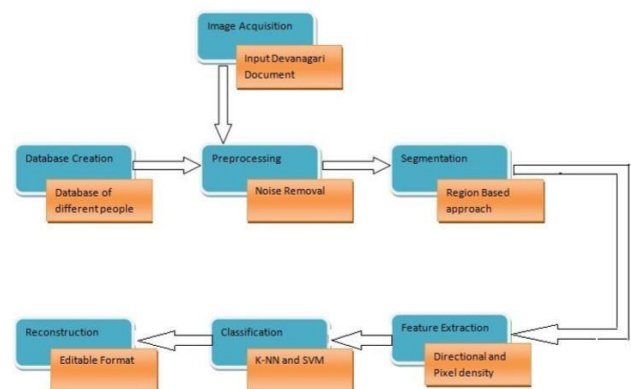 Image Acquisition
Input Devanagari
Document
Database Creation
Database of
different people
Preprocessing
Noise Removal
Segmentation
Region Based
approach
Feature Extraction
Directional and
Pixel density
Classification
K-NN and SVM
Reconstruction
Editable Format